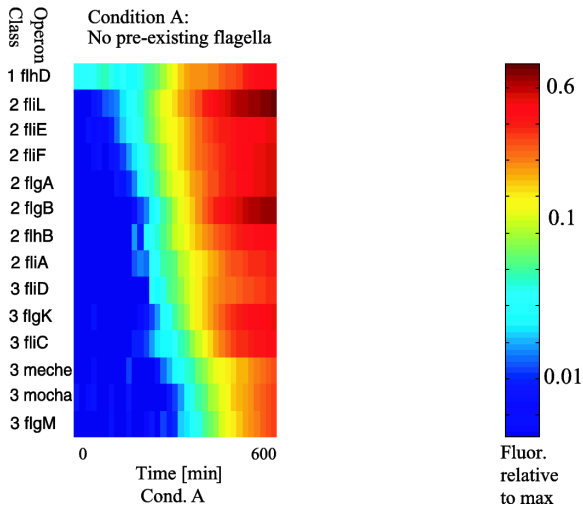 Class
Operon
Condition A:
No pre-existing flagella
1 flhD
2 fliL
2 fliE
2 fliF
2 flgA
2 flgB
2 flhB
2 fliA
3 fliD
3 flgK
3 fliC
3 meche
3 mocha
3 flgM
0 600
Time [min]
Cond. A
0.6
0.1
0.01
Fluor.
relative
to max